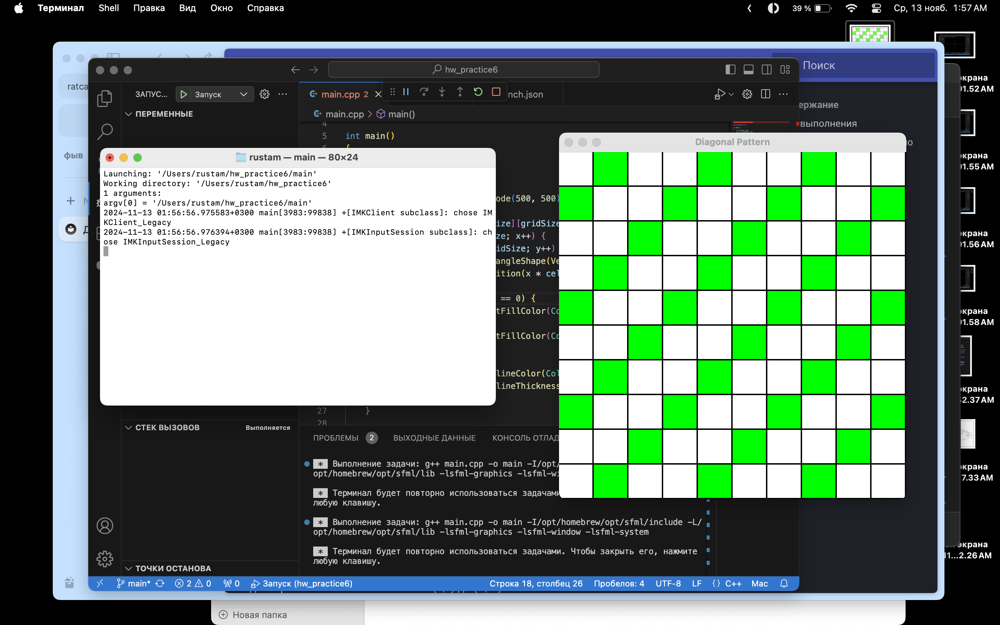 Терминал Shell Правка Вид Окно Справка 39 % Ср, 13 нояб. 1:57 AM
Поиск
hw_practice6
ratca
ЗАПУС... Запуск main.cpp 2 nch.json
ПЕРЕМЕННЫЕ
main.cpp > main()
4
5 int main()
6 {
ержание
выполнения
Diagonal Pattern
фыв
rustam — main — 80×24
Launching: '/Users/rustam/hw_practice6/main'
Working directory: '/Users/rustam/hw_practice6'
1 arguments:
argv[0] = '/Users/rustam/hw_practice6/main'
2024-11-13 01:56:56.975583+0300 main[3983:99838] +[IMKClient subclass]: chose IM
KClient_Legacy
2024-11-13 01:56:56.976394+0300 main[3983:99838] +[IMKInputSession subclass]: ch
ose IMKInputSession_Legacy
ode(500, 500)
ize][gridSize
ze; x++) {
idSize; y++)
angleShape(Ve
ition(x * cel
== 0) {
tFillColor(Co
tFillColor(Co
lineColor(Col
lineThickness
27 }
28
СТЕК ВЫЗОВОВ Выполняется
ПРОБЛЕМЫ 2 ВЫХОДНЫЕ ДАННЫЕ КОНСОЛЬ ОТЛАД
* Выполнение задачи: g++ main.cpp -o main -I/opt/
opt/homebrew/opt/sfml/lib -lsfml-graphics -lsfml-wi
* Терминал будет повторно использоваться задачами
любую клавишу.
* Выполнение задачи: g++ main.cpp -o main -I/opt/homebrew/opt/sfml/include -L/
opt/homebrew/opt/sfml/lib -lsfml-graphics -lsfml-window -lsfml-system
* Терминал будет повторно использоваться задачами. Чтобы закрыть его, нажмите
любую клавишу.
ТОЧКИ ОСТАНОВА
main* 2 0 0 Запуск (hw_practice6) Строка 18, столбец 26 Пробелов: 4 UTF-8 LF {} C++ Mac
Новая папка
крана
01.52 AM
крана
01.55 AM
крана
01.56 AM
крана
01.58 AM
крана
52.37 AM
крана
7.33 AM
экрана
11...2.26 AM